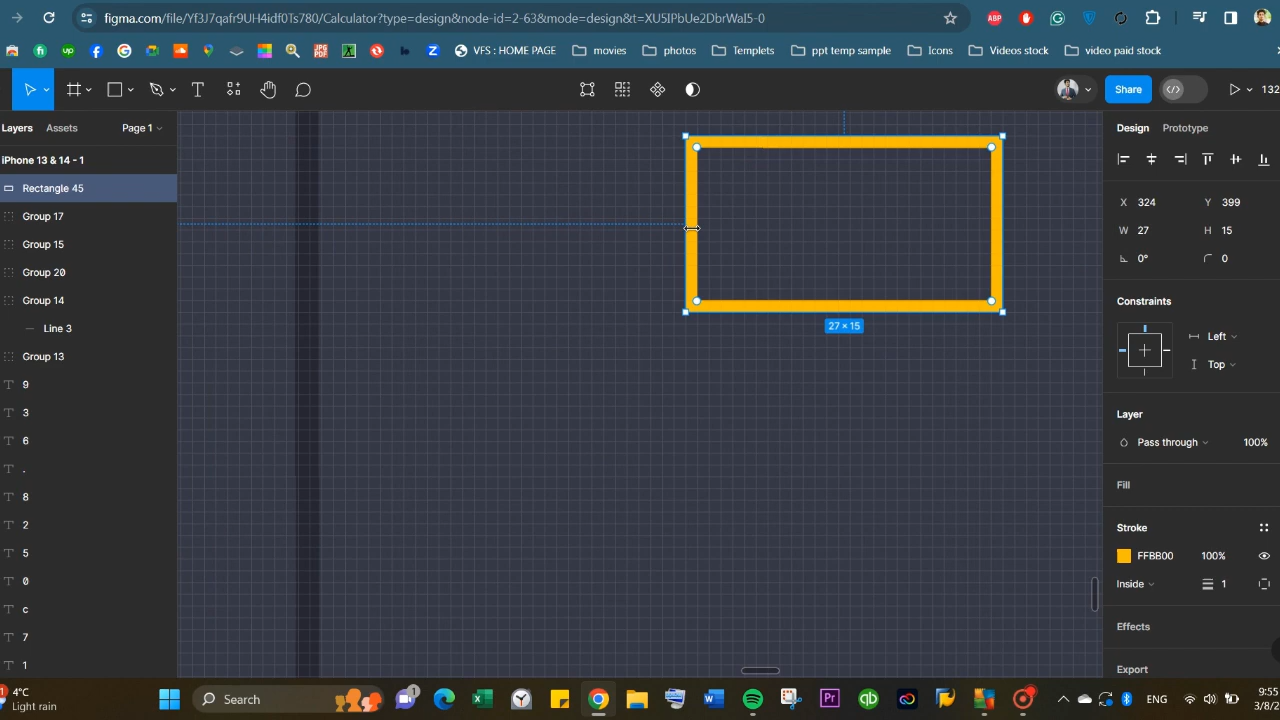 figma.com/file/Yf3J7qafr9UH4idf0Ts780/Calculator?type=design&node-id=2-63&mode=design&t=XU5IPbUe2DbrWaI5-0
VFS : HOME PAGE movies photos Templets ppt temp sample Icons Videos stock video paid stock
Share 132
Layers Assets Page 1
Design Prototype
iPhone 13 & 14 - 1
Rectangle 45
Group 17
Group 15
Group 20
Group 14
Line 3
Group 13
9
3
6
.
8
2
5
0
c
7
1
27 × 15
X 324 Y 399
W 27 H 15
0° 0
Constraints
Left
Top
Layer
Pass through 100%
Fill
Stroke
FFBB00 100%
Inside 1
Effects
Export
4°C
Light rain
Search
ENG
9:55
3/8/2